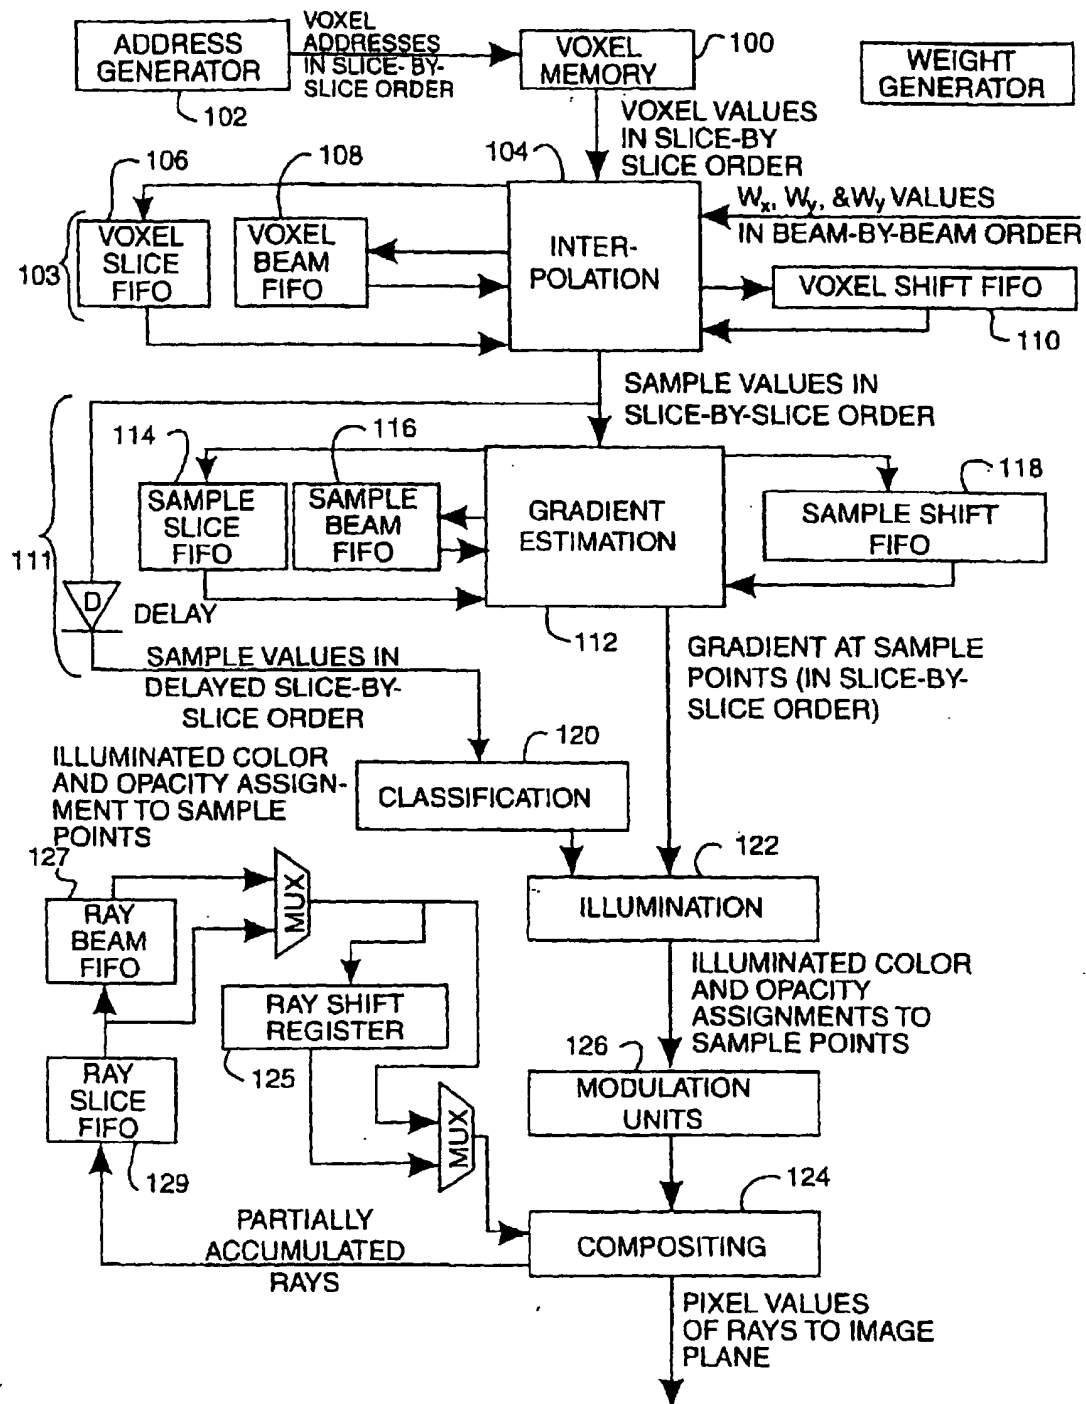 ADDRESS
GENERATOR
102
VOXEL
ADDRESSES
IN SLICE-BY-
SLICE ORDER
VOXEL
MEMORY
100
WEIGHT
GENERATOR
VOXEL VALUES
IN SLICE-BY
SLICE ORDER
106
108
104
103
VOXEL
SLICE
FIFO
VOXEL
BEAM
FIFO
INTER-
POLATION
Wx, Wy, &Wy VALUES
IN BEAM-BY-BEAM ORDER
VOXEL SHIFT FIFO
110
SAMPLE VALUES IN
SLICE-BY-SLICE ORDER
111
114
116
118
SAMPLE
SLICE
FIFO
SAMPLE
BEAM
FIFO
GRADIENT
ESTIMATION
SAMPLE SHIFT
FIFO
112
D
DELAY
SAMPLE VALUES IN
DELAYED SLICE-BY-
SLICE ORDER
GRADIENT AT SAMPLE
POINTS (IN SLICE-BY-
SLICE ORDER)
120
CLASSIFICATION
ILLUMINATED COLOR
AND OPACITY ASSIGN-
MENT TO SAMPLE
POINTS
127
RAY
BEAM
FIFO
MUX
122
ILLUMINATION
RAY SHIFT
REGISTER
125
ILLUMINATED COLOR
AND OPACITY
ASSIGNMENTS TO
SAMPLE POINTS
RAY
SLICE
FIFO
129
MUX
126
MODULATION
UNITS
124
COMPOSITING
PARTIALLY
ACCUMULATED
RAYS
PIXEL VALUES
OF RAYS TO IMAGE
PLANE